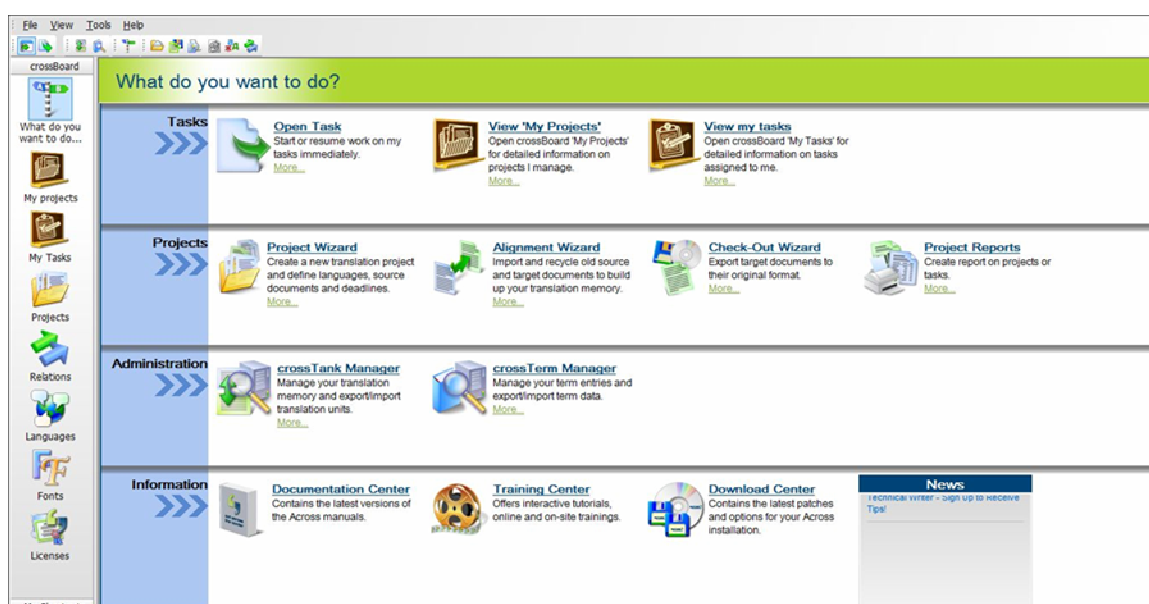 File View Tools Help
crossBoard
What do you
want to do...
My projects
My Tasks
Projects
Relations
Languages
Fonts
Licenses
What do you want to do?
Tasks
Open Task
Start or resume work on my
tasks immediately.
More...
View 'My Projects'
Open crossBoard 'My Projects'
for detailed information on
projects I manage.
More...
View my tasks
Open crossBoard 'My Tasks' for
detailed information on tasks
assigned to me.
More...
Projects
Project Wizard
Create a new translation project
and define languages, source
documents and deadlines.
More...
Alignment Wizard
Import and recycle old source
and target documents to build
up your translation memory.
More...
Check-Out Wizard
Export target documents to
their original format.
More...
Project Reports
Create report on projects or
tasks.
More...
Administration
crossTank Manager
Manage your translation
memory and export/import
translation units.
More...
crossTerm Manager
Manage your term entries and
export/import term data.
More...
Information
Documentation Center
Contains the latest versions of
the Across manuals.
Training Center
Offers interactive tutorials,
online and on-site trainings.
Download Center
Contains the latest patches
and options for your Across
installation.
News
Technical Writer - Sign up to Receive
Tips!